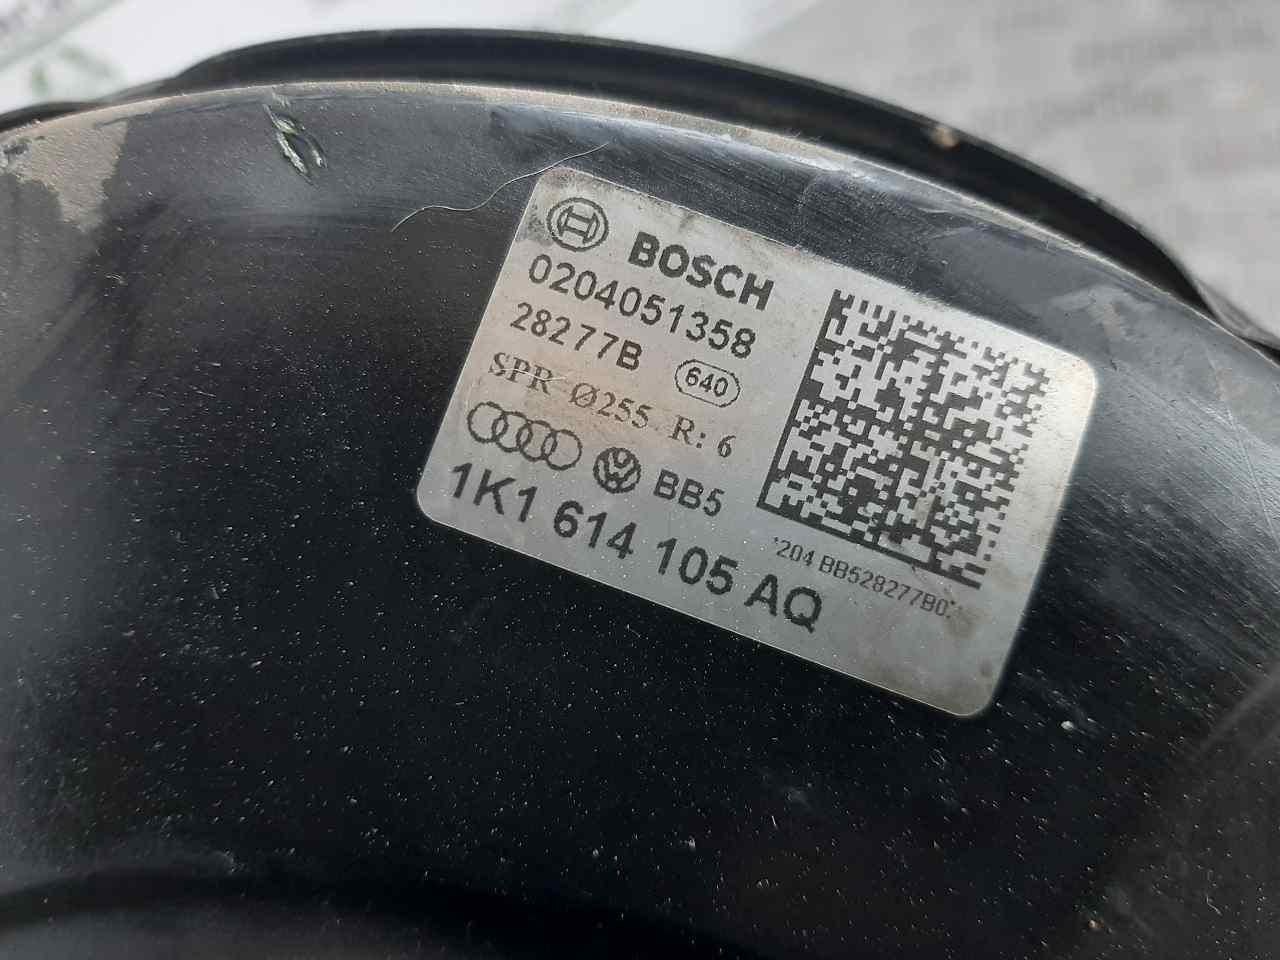 BOSCH
0204051358
28277B 640
SPR Ø255 R: 6
BB5
1K1 614 105 AQ
*204 BB528277B0*